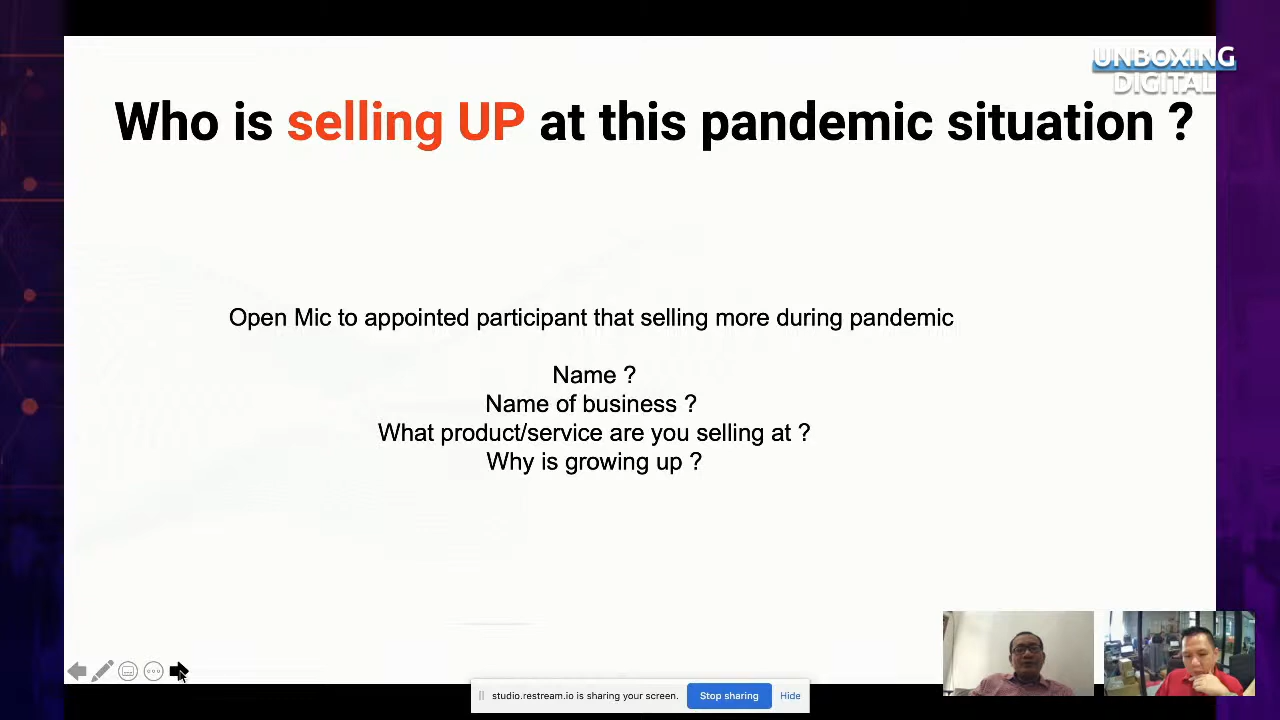 UNBOXING
DIGITAL
Who is selling UP at this pandemic situation ?
Open Mic to appointed participant that selling more during pandemic
Name ?
Name of business ?
What product/service are you selling at ?
Why is growing up ?
studio.restream.io is sharing your screen.
Stop sharing
Hide